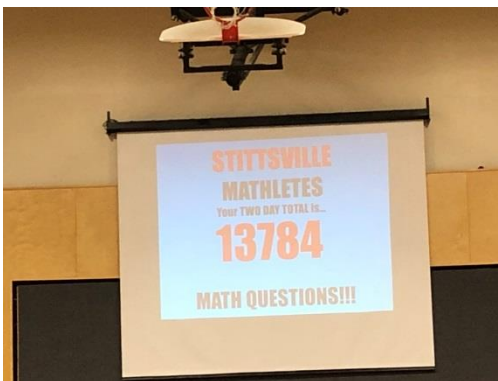 STITTSVILLE
MATHLETES
Your TWO DAY TOTAL is...
13784
MATH QUESTIONS!!!